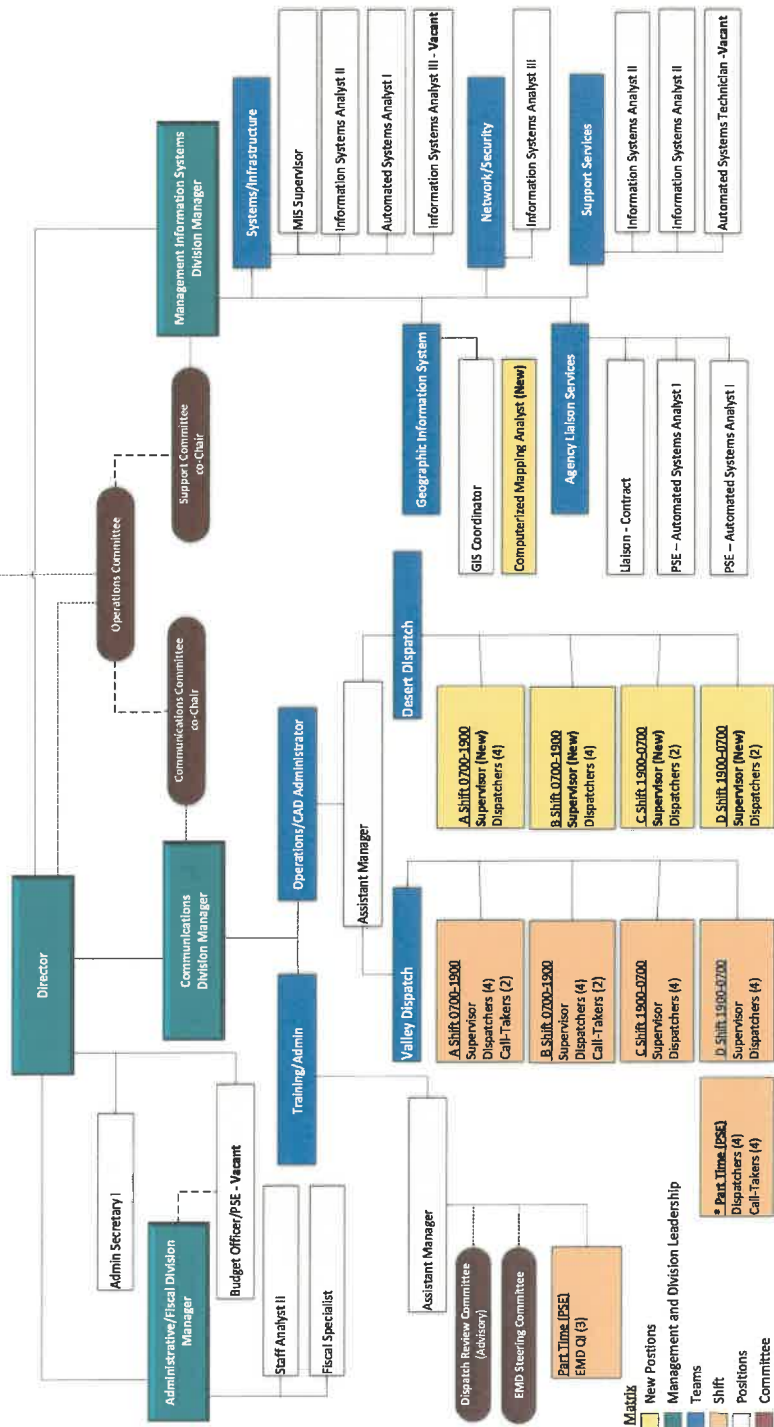 Director
Operations Committee
Communications Committee
co-Chair
Support Committee
co-Chair
Administrative/Fiscal Division
Manager
Communications
Division Manager
Management Information Systems
Division Manager
Admin Secretary I
Budget Officer/PSE - Vacant
Staff Analyst II
Fiscal Specialist
Training/Admin
Operations/CAD Administrator
Assistant Manager
Dispatch Review Committee
(Advisory)
EMD Steering Committee
Part Time (PSE)
EMD QI (3)
Assistant Manager
Valley Dispatch
A Shift 0700-1900
Supervisor
Dispatchers (4)
Call-Takers (2)
B Shift 0700-1900
Supervisor
Dispatchers (4)
Call-Takers (2)
C Shift 1900-0700
Supervisor
Dispatchers (4)
D Shift 1900-0700
Supervisor
Dispatchers (4)
* Part Time (PSE)
Dispatchers (4)
Call-Takers (4)
Desert Dispatch
A Shift 0700-1900
Supervisor (New)
Dispatchers (4)
B Shift 0700-1900
Supervisor (New)
Dispatchers (4)
C Shift 1900-0700
Supervisor (New)
Dispatchers (2)
D Shift 1900-0700
Supervisor (New)
Dispatchers (2)
Geographic Information System
GIS Coordinator
Computerized Mapping Analyst (New)
Agency Liaison Services
Liaison - Contract
PSE – Automated Systems Analyst I
PSE – Automated Systems Analyst I
Systems/Infrastructure
MIS Supervisor
Information Systems Analyst II
Automated Systems Analyst I
Information Systems Analyst III - Vacant
Network/Security
Information Systems Analyst III
Support Services
Information Systems Analyst II
Information Systems Analyst II
Automated Systems Technician -Vacant
Matrix
New Postions
Management and Division Leadership
Teams
Shift
Positions
Committee